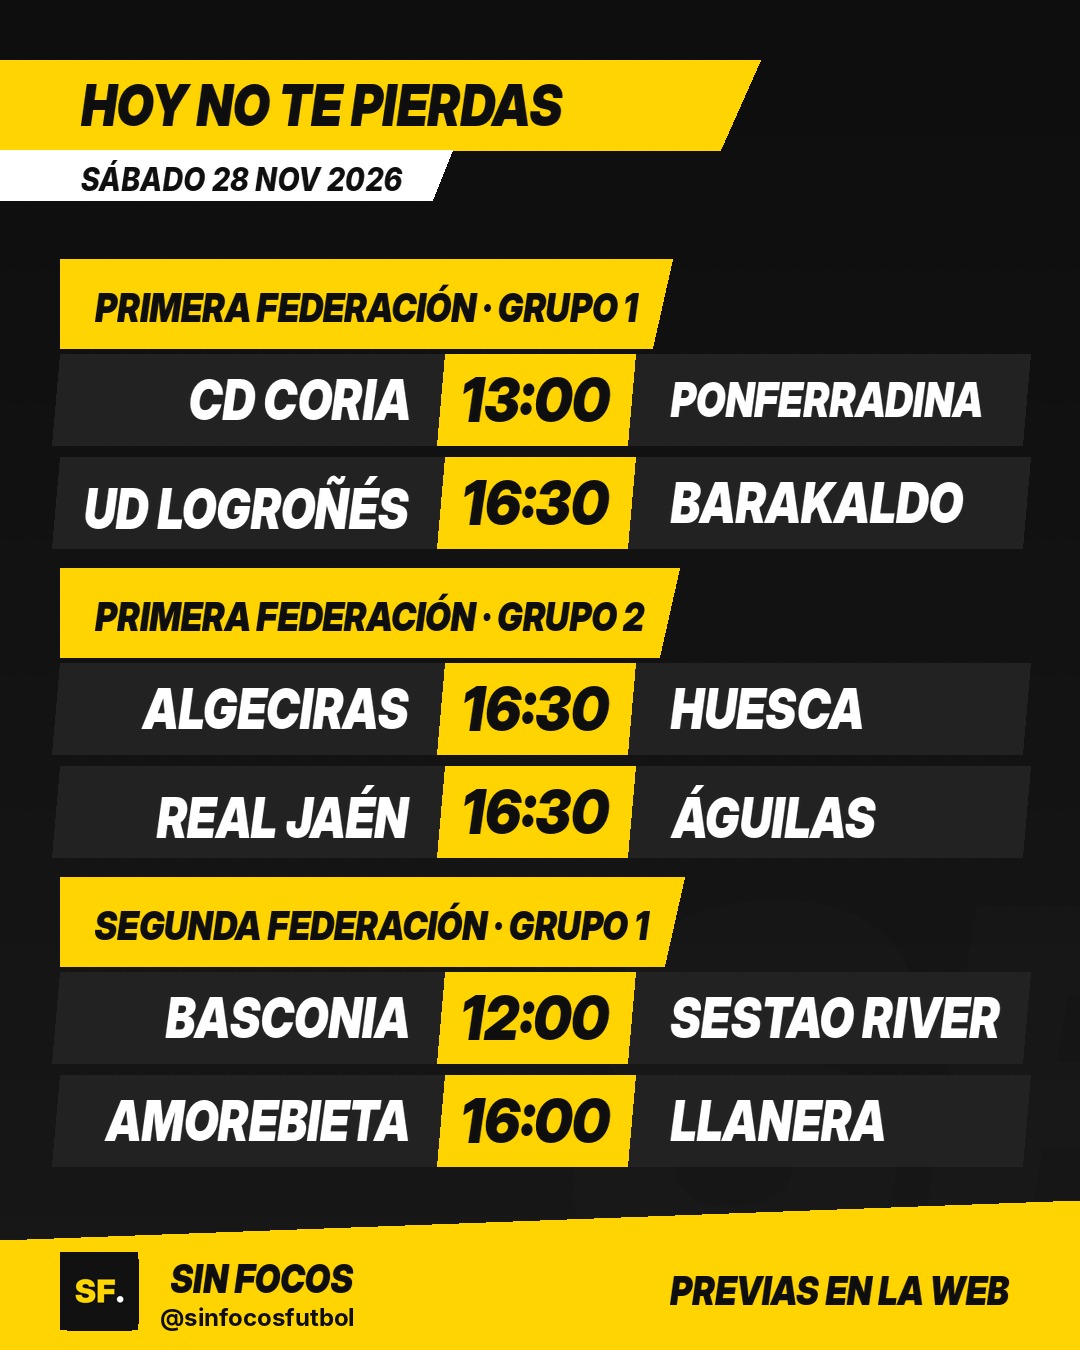 HOY NO TE PIERDAS
SÁBADO 28 NOV 2026
PRIMERA FEDERACIÓN · GRUPO 1
CD CORIA 13:00 PONFERRADINA
UD LOGROÑÉS 16:30 BARAKALDO
PRIMERA FEDERACIÓN · GRUPO 2
ALGECIRAS 16:30 HUESCA
REAL JAÉN 16:30 ÁGUILAS
SEGUNDA FEDERACIÓN · GRUPO 1
BASCONIA 12:00 SESTAO RIVER
AMOREBIETA 16:00 LLANERA
SF.
SIN FOCOS
@sinfocosfutbol
PREVIAS EN LA WEB